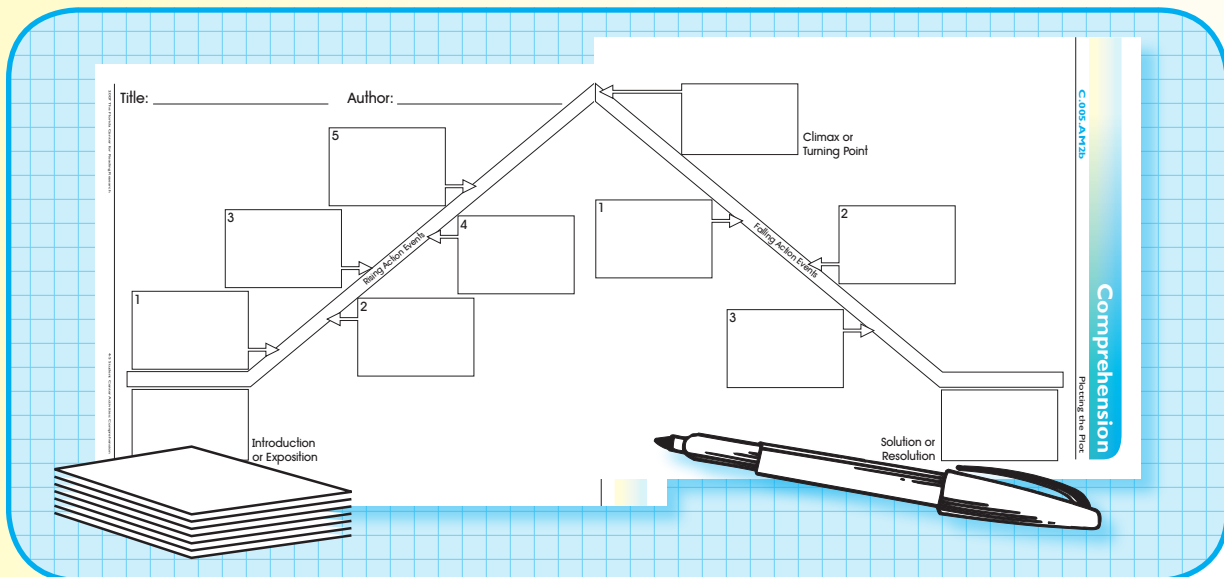 Title: Author:
5
3
4
1
2
Rising Action Events
Introduction
or Exposition
Climax or
Turning Point
1
2
Falling Action Events
3
Solution or
Resolution
C.005.AM2b
Comprehension
Plotting the Plot